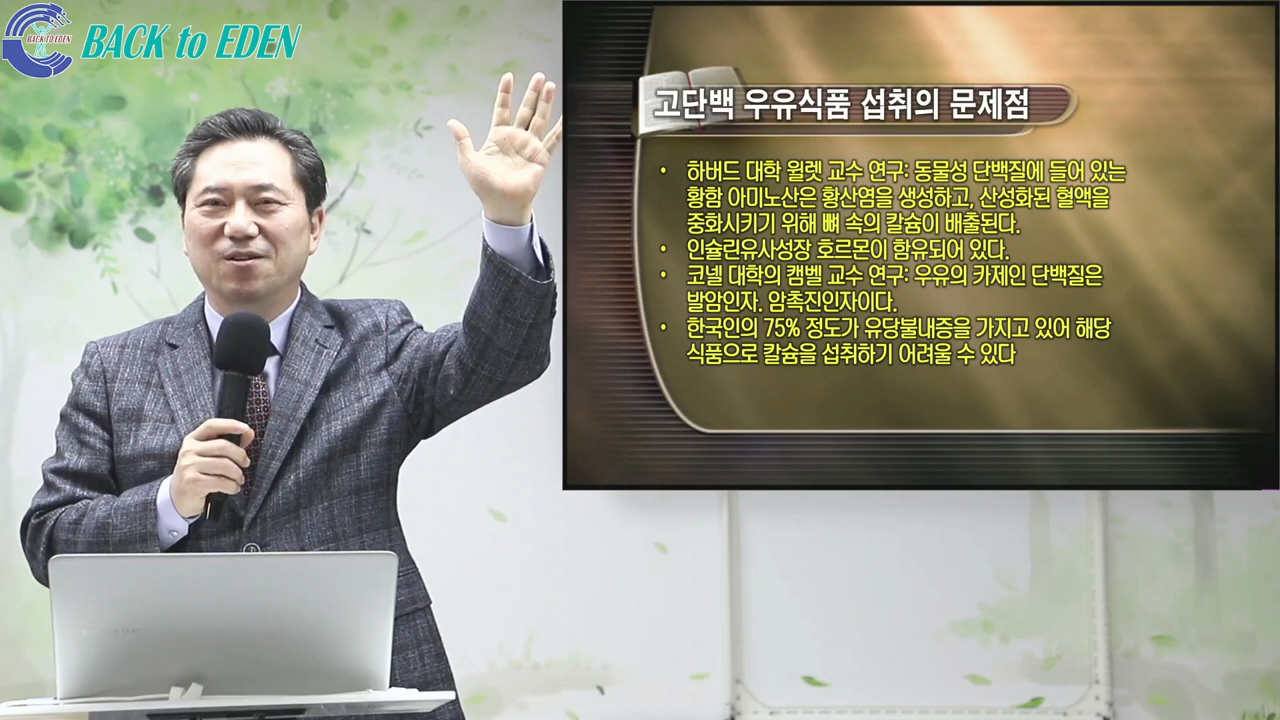 BACK TO EDEN
BACK to EDEN
고단백 우유식품 섭취의 문제점
• 하버드 대학 윌렛 교수 연구: 동물성 단백질에 들어 있는
황함 아미노산은 황산염을 생성하고, 산성화된 혈액을
중화시키기 위해 뼈 속의 칼슘이 배출된다.
• 인슐린유사성장 호르몬이 함유되어 있다.
• 코넬 대학의 캠벨 교수 연구: 우유의 카제인 단백질은
발암인자. 암촉진인자이다.
• 한국인의 75% 정도가 유당불내증을 가지고 있어 해당
식품으로 칼슘을 섭취하기 어려울 수 있다